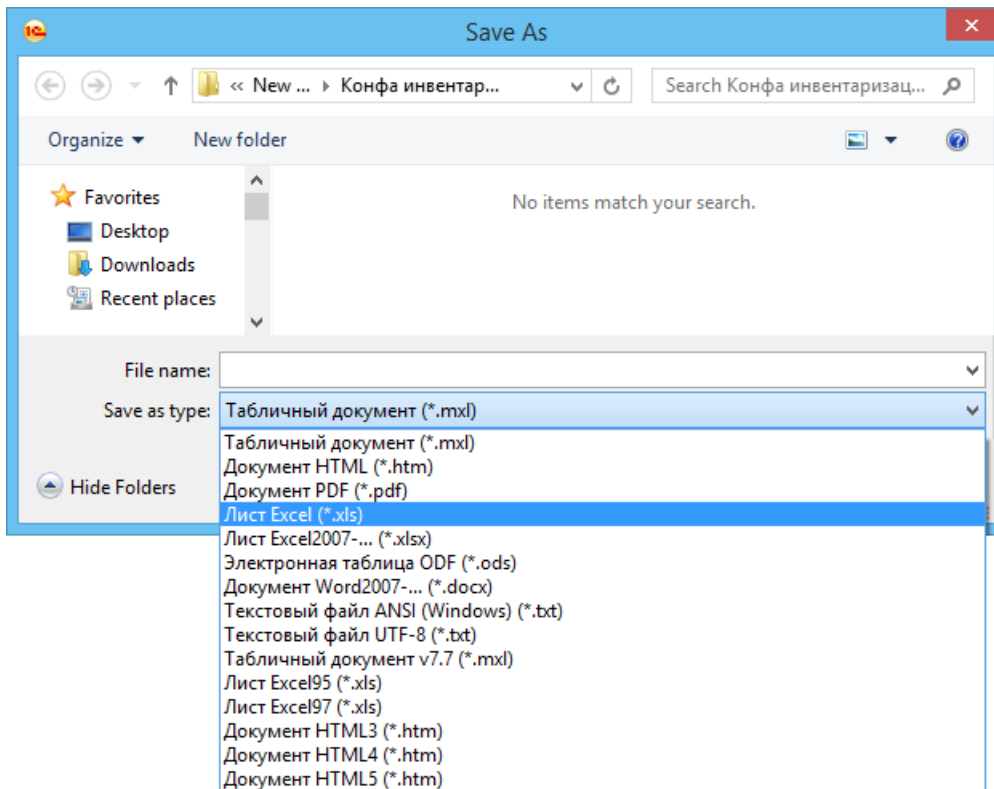 1С
Save As
« New ... Конфа инвентар... Search Конфа инвентаризац...
Organize New folder
Favorites
Desktop
Downloads
Recent places
No items match your search.
File name:
Save as type: Табличный документ (*.mxl)
Hide Folders
Табличный документ (*.mxl)
Документ HTML (*.htm)
Документ PDF (*.pdf)
Лист Excel (*.xls)
Лист Excel2007-... (*.xlsx)
Электронная таблица ODF (*.ods)
Документ Word2007-... (*.docx)
Текстовый файл ANSI (Windows) (*.txt)
Текстовый файл UTF-8 (*.txt)
Табличный документ v7.7 (*.mxl)
Лист Excel95 (*.xls)
Лист Excel97 (*.xls)
Документ HTML3 (*.htm)
Документ HTML4 (*.htm)
Документ HTML5 (*.htm)